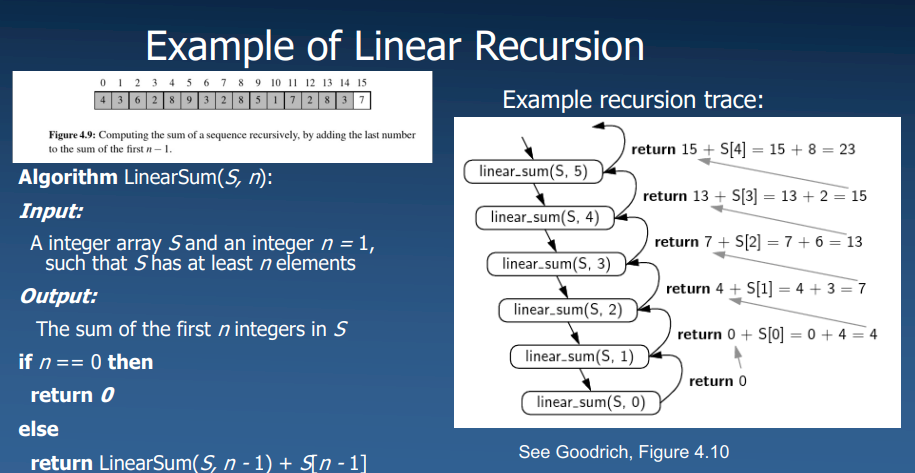 Example of Linear Recursion
0 1 2 3 4 5 6 7 8 9 10 11 12 13 14 15
4 3 6 2 8 9 3 2 8 5 1 7 2 8 3 7
Figure 4.9: Computing the sum of a sequence recursively, by adding the last number
to the sum of the first n − 1.
Algorithm LinearSum(S, n):
Input:
A integer array S and an integer n = 1,
such that S has at least n elements
Output:
The sum of the first n integers in S
if n == 0 then
return 0
else
return LinearSum(S, n - 1) + S[n - 1]
Example recursion trace:
return 15 + S[4] = 15 + 8 = 23
linear_sum(S, 5)
return 13 + S[3] = 13 + 2 = 15
linear_sum(S, 4)
return 7 + S[2] = 7 + 6 = 13
linear_sum(S, 3)
return 4 + S[1] = 4 + 3 = 7
linear_sum(S, 2)
return 0 + S[0] = 0 + 4 = 4
linear_sum(S, 1)
return 0
linear_sum(S, 0)
See Goodrich, Figure 4.10